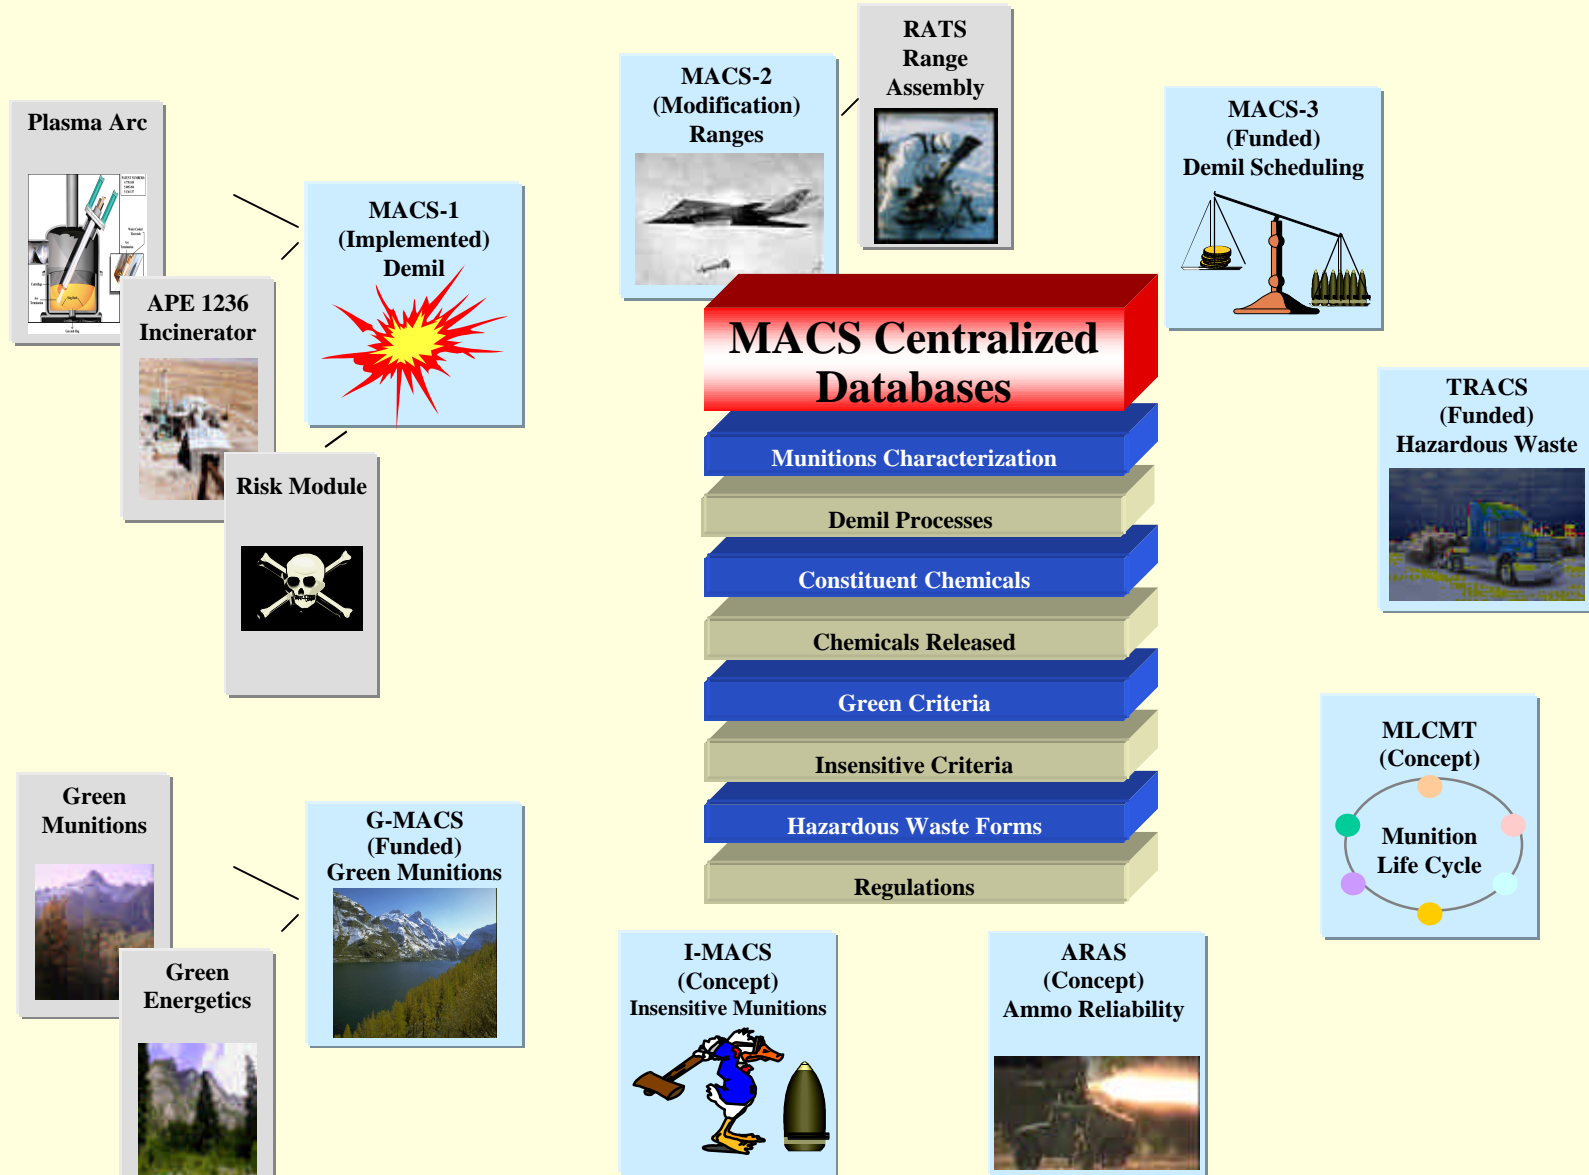 RATS
Range
Assembly
MACS-2
(Modification)
Ranges
MACS-3
(Funded)
Demil Scheduling
Plasma Arc
MACS-1
(Implemented)
Demil
APE 1236
Incinerator
Risk Module
MACS Centralized
Databases
Munitions Characterization
Demil Processes
Constituent Chemicals
Chemicals Released
Green Criteria
Insensitive Criteria
Hazardous Waste Forms
Regulations
TRACS
(Funded)
Hazardous Waste
MLCMT
(Concept)
Munition
Life Cycle
Green
Munitions
G-MACS
(Funded)
Green Munitions
Green
Energetics
I-MACS
(Concept)
Insensitive Munitions
ARAS
(Concept)
Ammo Reliability